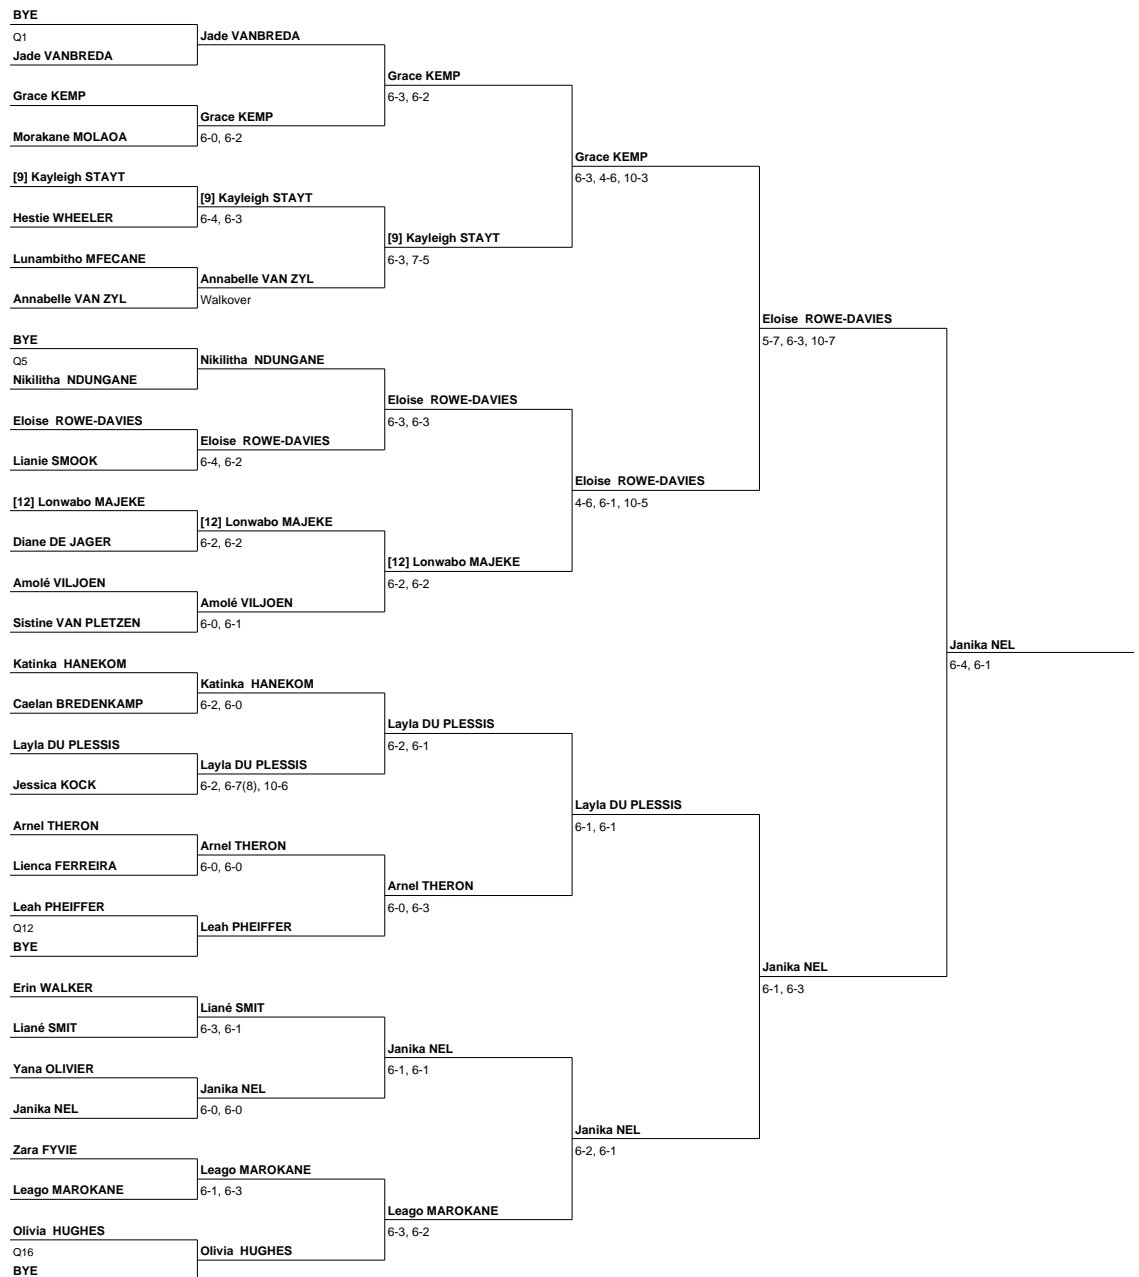 BYE
Q1
Jade VANBREDA
Grace KEMP
Morakane MOLAOA
[9] Kayleigh STAYT
Hestie WHEELER
Lunambitho MFECANE
Annabelle VAN ZYL
BYE
Q5
Nikilitha NDUNGANE
Eloise ROWE-DAVIES
Lianie SMOOK
[12] Lonwabo MAJEKE
Diane DE JAGER
Amolé VILJOEN
Sistine VAN PLETZEN
Katinka HANEKOM
Caelan BREDENKAMP
Layla DU PLESSIS
Jessica KOCK
Arnel THERON
Lienca FERREIRA
Leah PHEIFFER
Q12
BYE
Erin WALKER
Liané SMIT
Yana OLIVIER
Janika NEL
Zara FYVIE
Leago MAROKANE
Olivia HUGHES
Q16
BYE
Jade VANBREDA
Grace KEMP
6-0, 6-2
[9] Kayleigh STAYT
6-4, 6-3
Annabelle VAN ZYL
Walkover
Nikilitha NDUNGANE
Eloise ROWE-DAVIES
6-4, 6-2
[12] Lonwabo MAJEKE
6-2, 6-2
Amolé VILJOEN
6-0, 6-1
Katinka HANEKOM
6-2, 6-0
Layla DU PLESSIS
6-2, 6-7(8), 10-6
Arnel THERON
6-0, 6-0
Leah PHEIFFER
Liané SMIT
6-3, 6-1
Janika NEL
6-0, 6-0
Leago MAROKANE
6-1, 6-3
Olivia HUGHES
Grace KEMP
6-3, 6-2
[9] Kayleigh STAYT
6-3, 7-5
Eloise ROWE-DAVIES
6-3, 6-3
[12] Lonwabo MAJEKE
6-2, 6-2
Layla DU PLESSIS
6-2, 6-1
Arnel THERON
6-0, 6-3
Janika NEL
6-1, 6-1
Leago MAROKANE
6-3, 6-2
Grace KEMP
6-3, 4-6, 10-3
Eloise ROWE-DAVIES
4-6, 6-1, 10-5
Layla DU PLESSIS
6-1, 6-1
Janika NEL
6-2, 6-1
Eloise ROWE-DAVIES
5-7, 6-3, 10-7
Janika NEL
6-1, 6-3
Janika NEL
6-4, 6-1